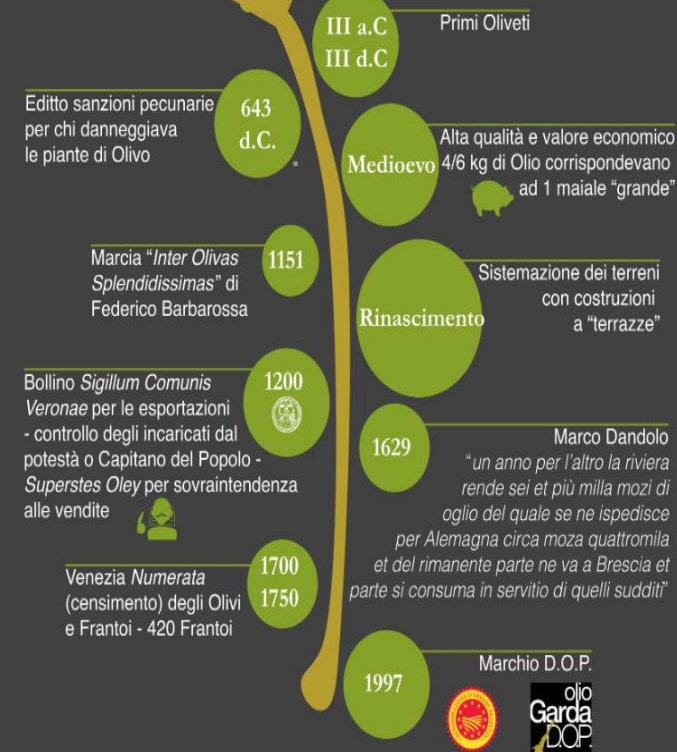 III a.C
III d.C
Primi Oliveti
Editto sanzioni pecunarie
per chi danneggiava
le piante di Olivo
643
d.C.
Medioevo
Alta qualità e valore economico
4/6 kg di Olio corrispondevano
ad 1 maiale “grande”
Marcia “Inter Olivas
Splendidissimas” di
Federico Barbarossa
1151
Rinascimento
Sistemazione dei terreni
con costruzioni
a “terrazze”
Bollino Sigillum Comunis
Veronae per le esportazioni
- controllo degli incaricati dal
potestà o Capitano del Popolo -
Superstes Oley per sovraintendenza
alle vendite
1200
1629
Marco Dandolo
“un anno per l'altro la riviera
rende sei et più milla mozi di
oglio del quale se ne ispedisce
per Alemagna circa moza quattromila
et del rimanente parte ne va a Brescia et
parte si consuma in servitio di quelli sudditi”
Venezia Numerata
(censimento) degli Olivi
e Frantoi - 420 Frantoi
1700
1750
1997
Marchio D.O.P.
olio
Garda
DOP